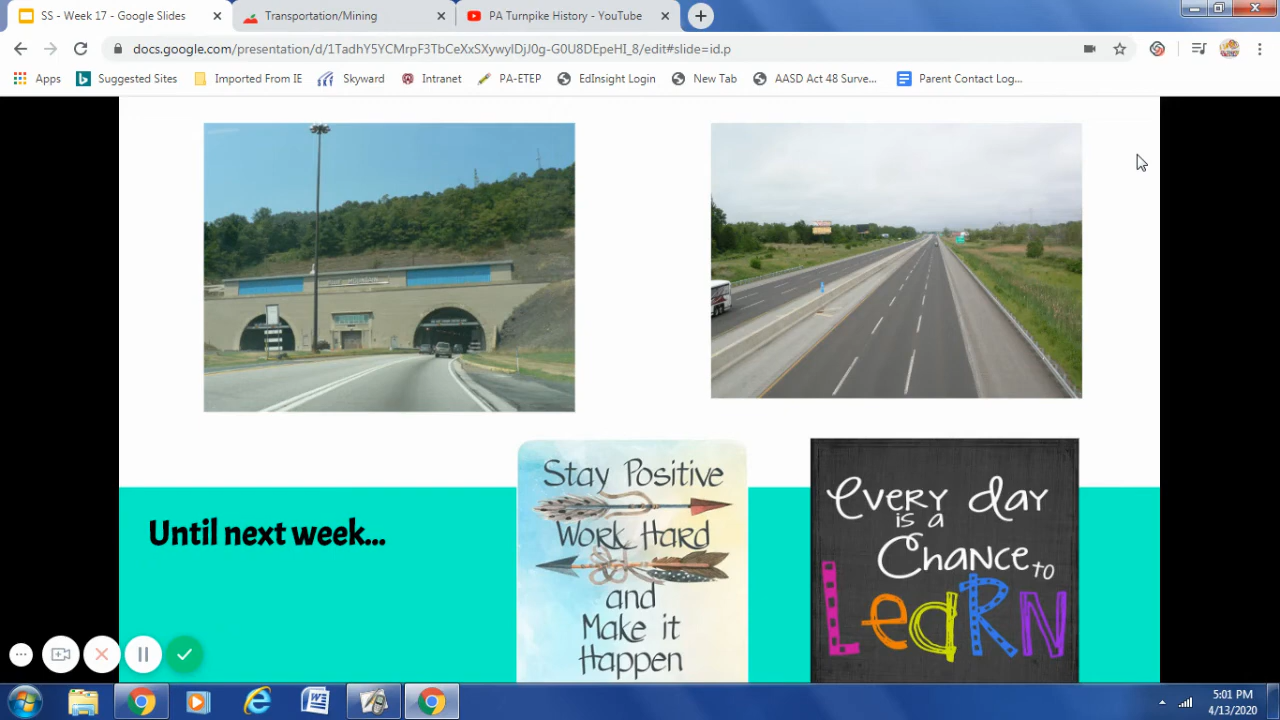 SS - Week 17 - Google Slides
Transportation/Mining
PA Turnpike History - YouTube
docs.google.com/presentation/d/1TadhY5YCMrpF3TbCeXxSXywylDjJ0g-G0U8DEpeHI_8/edit#slide=id.p
Apps
Suggested Sites
Imported From IE
Skyward
Intranet
PA-ETEP
EdInsight Login
New Tab
AASD Act 48 Surve...
Parent Contact Log...
Until next week...
Stay Positive
Work Hard
and
Make it
Happen
Every day
is a
Chance to
LeaRN
5:01 PM
4/13/2020